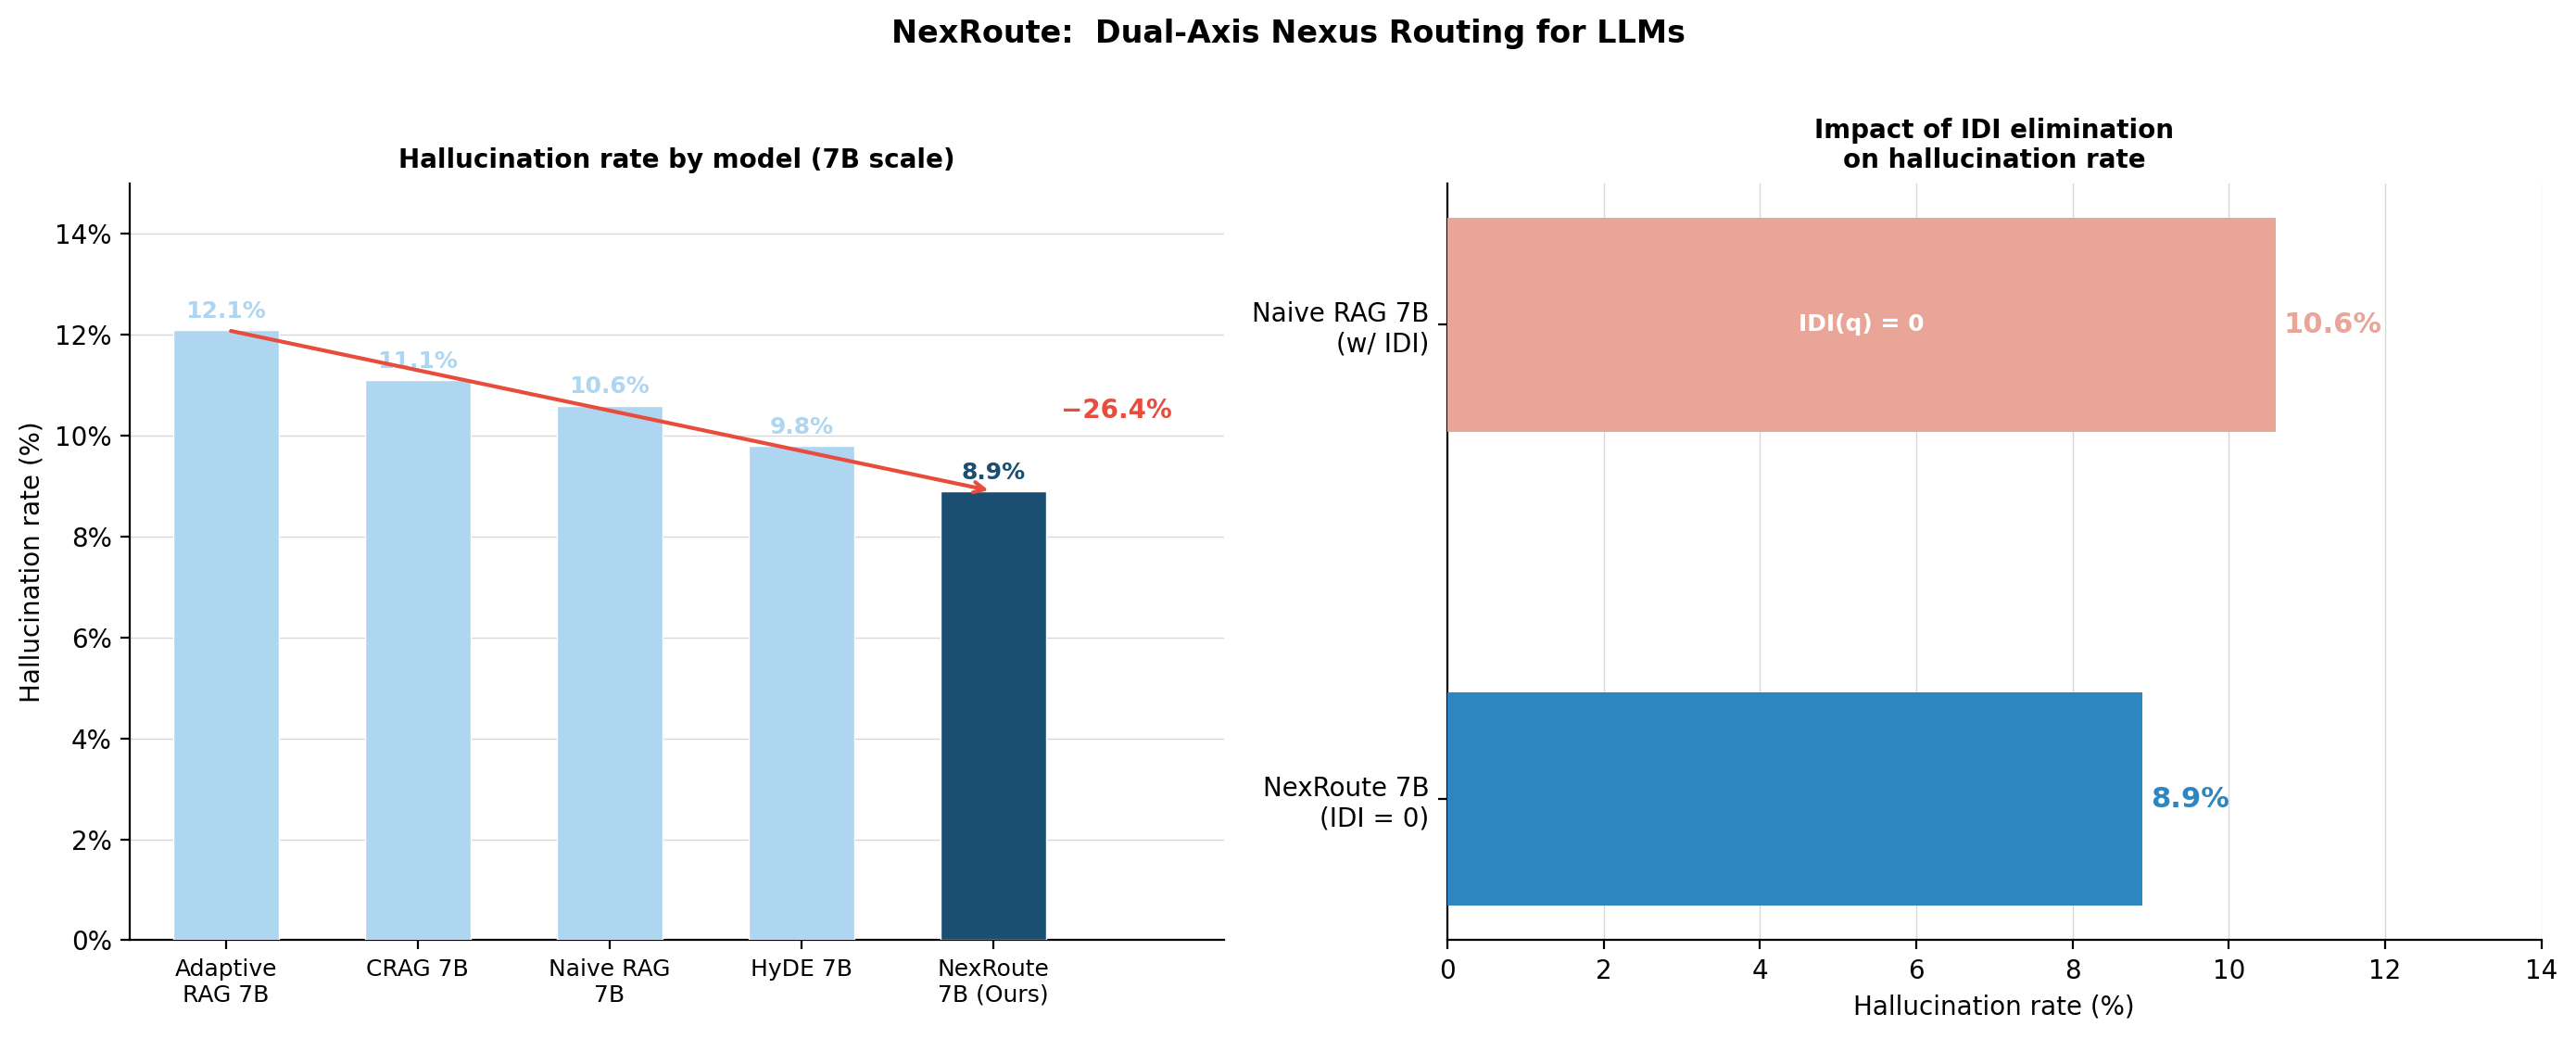 NexRoute:  Dual-Axis Nexus Routing for LLMs
Hallucination rate by model (7B scale)
Hallucination rate (%)
14%
12%
10%
8%
6%
4%
2%
0%
12.1%
11.1%
10.6%
9.8%
8.9%
−26.4%
Adaptive
RAG 7B
CRAG 7B
Naive RAG
7B
HyDE 7B
NexRoute
7B (Ours)
Impact of IDI elimination
on hallucination rate
Naive RAG 7B
(w/ IDI)
IDI(q) = 0
10.6%
NexRoute 7B
(IDI = 0)
8.9%
0
2
4
6
8
10
12
14
Hallucination rate (%)